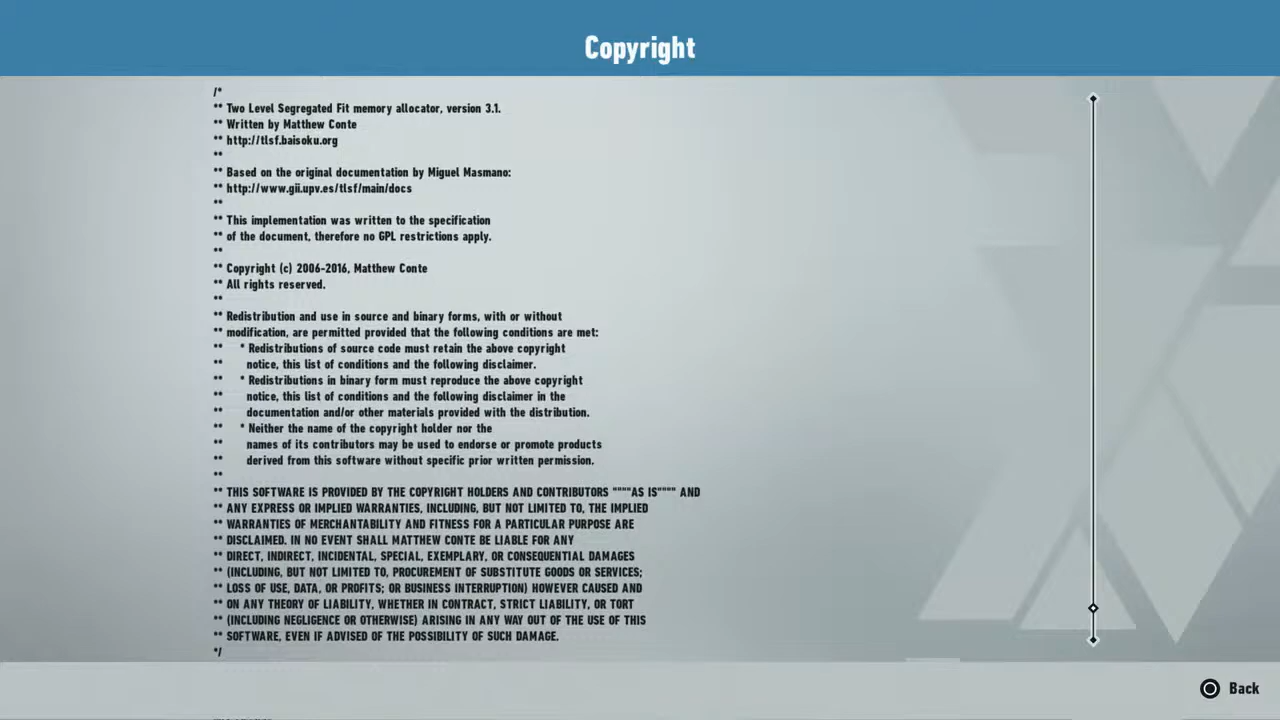 Copyright
/*
** Two Level Segregated Fit memory allocator, version 3.1.
** Written by Matthew Conte
** http://tlsf.baisoku.org
**
** Based on the original documentation by Miguel Masmano:
** http://www.gii.upv.es/tlsf/main/docs
**
** This implementation was written to the specification
** of the document, therefore no GPL restrictions apply.
**
** Copyright (c) 2006-2016, Matthew Conte
** All rights reserved.
**
** Redistribution and use in source and binary forms, with or without
** modification, are permitted provided that the following conditions are met:
**     * Redistributions of source code must retain the above copyright
**       notice, this list of conditions and the following disclaimer.
**     * Redistributions in binary form must reproduce the above copyright
**       notice, this list of conditions and the following disclaimer in the
**       documentation and/or other materials provided with the distribution.
**     * Neither the name of the copyright holder nor the
**       names of its contributors may be used to endorse or promote products
**       derived from this software without specific prior written permission.
**
** THIS SOFTWARE IS PROVIDED BY THE COPYRIGHT HOLDERS AND CONTRIBUTORS """"AS IS"""" AND
** ANY EXPRESS OR IMPLIED WARRANTIES, INCLUDING, BUT NOT LIMITED TO, THE IMPLIED
** WARRANTIES OF MERCHANTABILITY AND FITNESS FOR A PARTICULAR PURPOSE ARE
** DISCLAIMED. IN NO EVENT SHALL MATTHEW CONTE BE LIABLE FOR ANY
** DIRECT, INDIRECT, INCIDENTAL, SPECIAL, EXEMPLARY, OR CONSEQUENTIAL DAMAGES
** (INCLUDING, BUT NOT LIMITED TO, PROCUREMENT OF SUBSTITUTE GOODS OR SERVICES;
** LOSS OF USE, DATA, OR PROFITS; OR BUSINESS INTERRUPTION) HOWEVER CAUSED AND
** ON ANY THEORY OF LIABILITY, WHETHER IN CONTRACT, STRICT LIABILITY, OR TORT
** (INCLUDING NEGLIGENCE OR OTHERWISE) ARISING IN ANY WAY OUT OF THE USE OF THIS
** SOFTWARE, EVEN IF ADVISED OF THE POSSIBILITY OF SUCH DAMAGE.
*/
Back